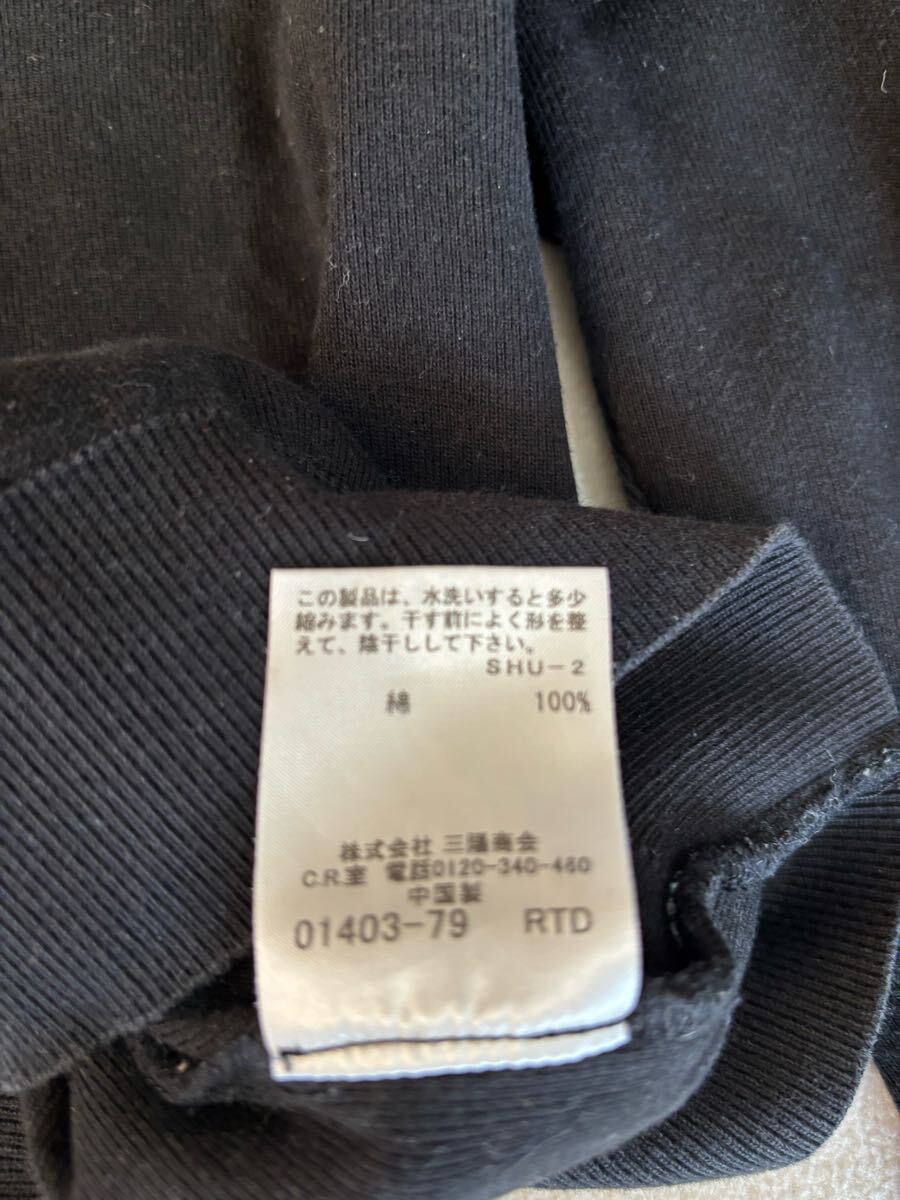 この製品は、水洗いすると多少
縮みます。干す前によく形を整
えて、陰干しして下さい。
SHU-2
綿 100%
株式会社 三陽商会
C.R室 電話0120-340-460
中国製
01403-79 RTD